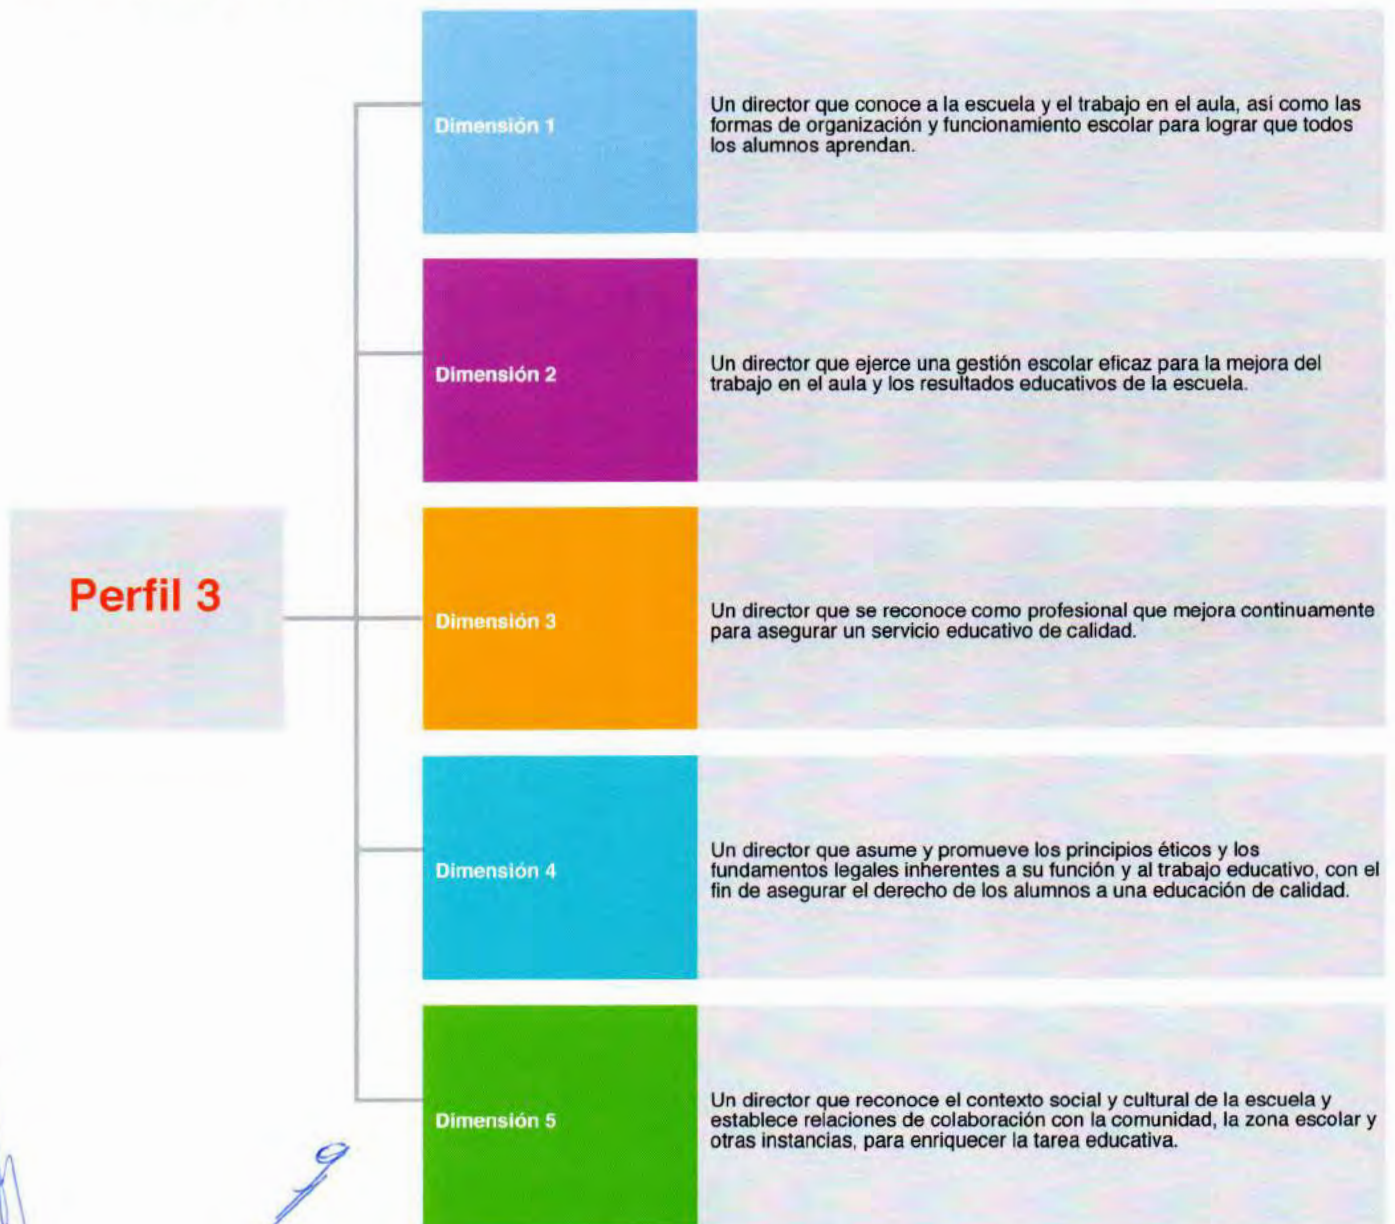 Dimensión 1
Un director que conoce a la escuela y el trabajo en el aula, así como las
formas de organización y funcionamiento escolar para lograr que todos
los alumnos aprendan.
Dimensión 2
Un director que ejerce una gestión escolar eficaz para la mejora del
trabajo en el aula y los resultados educativos de la escuela.
Perfil 3
Dimensión 3
Un director que se reconoce como profesional que mejora continuamente
para asegurar un servicio educativo de calidad.
Dimensión 4
Un director que asume y promueve los principios éticos y los
fundamentos legales inherentes a su función y al trabajo educativo, con el
fin de asegurar el derecho de los alumnos a una educación de calidad.
Dimensión 5
Un director que reconoce el contexto social y cultural de la escuela y
establece relaciones de colaboración con la comunidad, la zona escolar y
otras instancias, para enriquecer la tarea educativa.